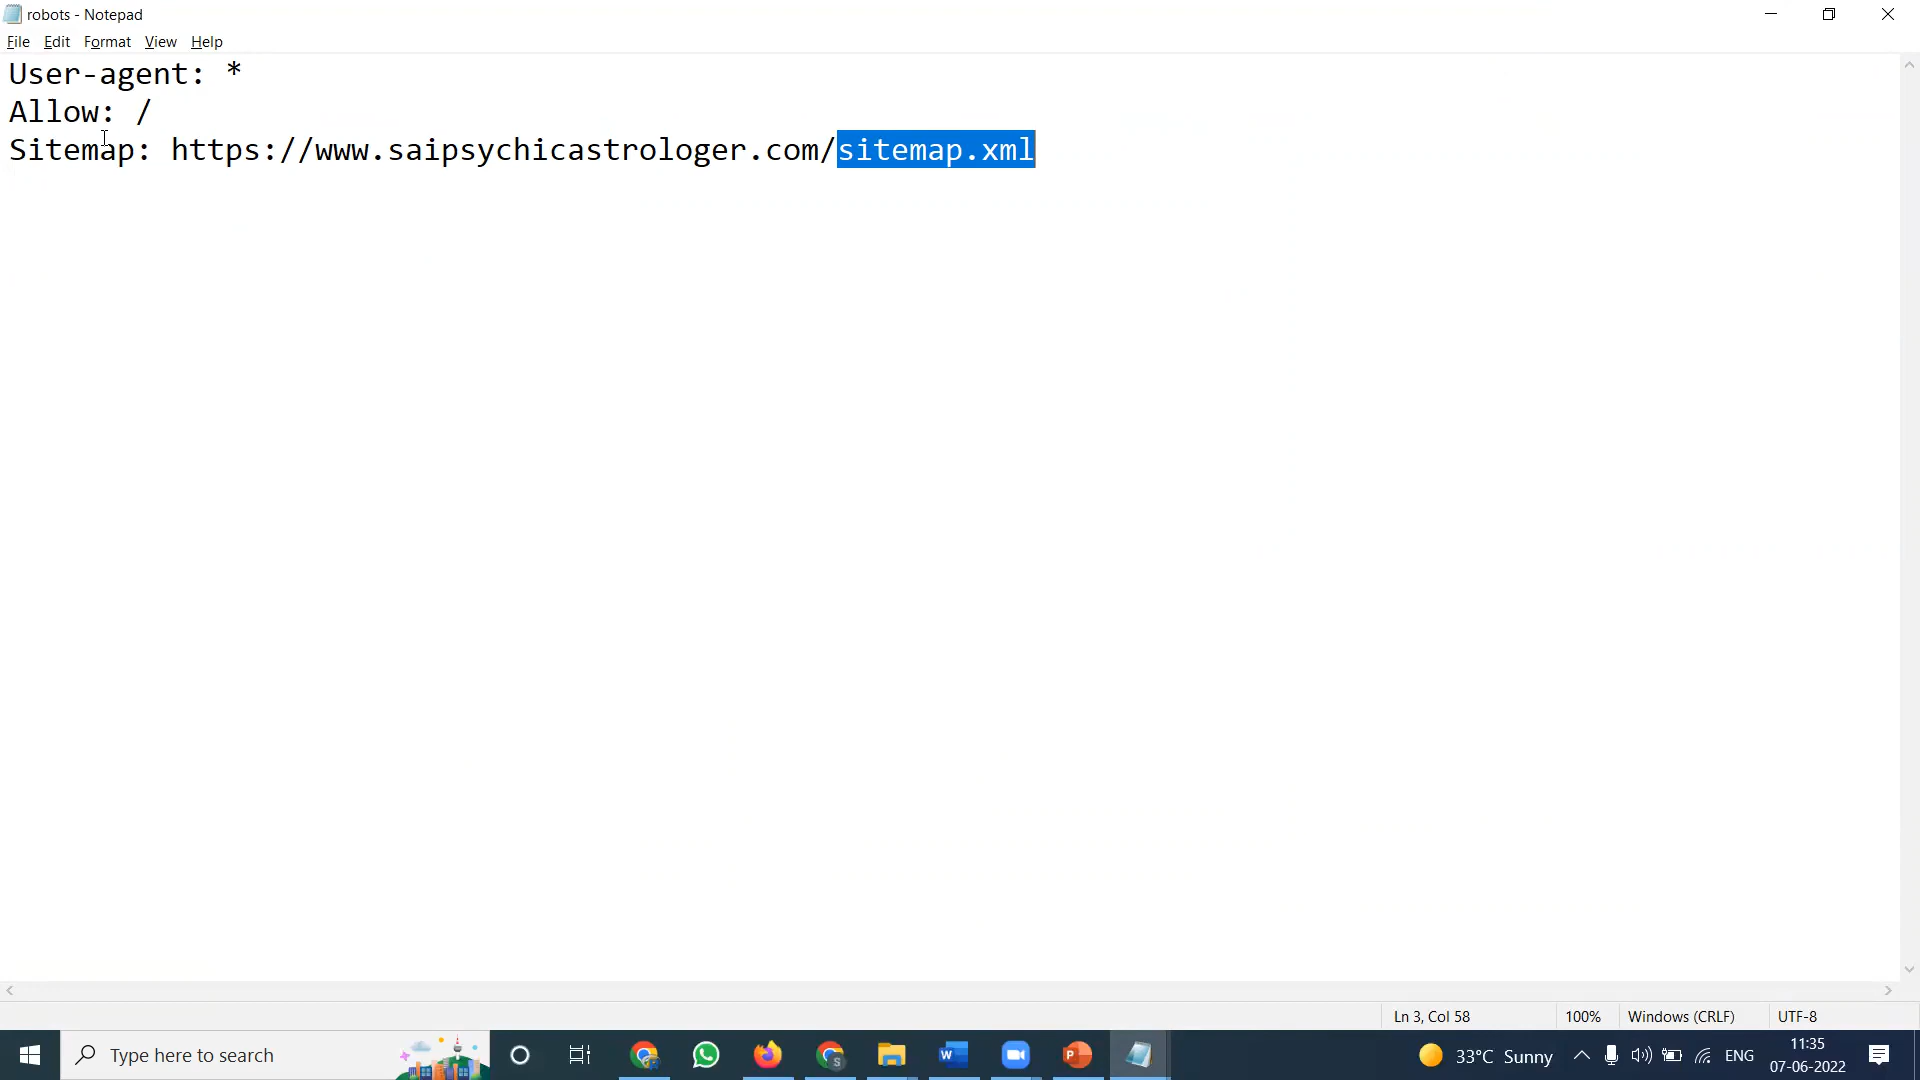 robots - Notepad
File Edit Format View Help
User-agent: *
Allow: /
Sitemap: https://www.saipsychicastrologer.com/sitemap.xml
Ln 3, Col 58 100% Windows (CRLF) UTF-8
Type here to search
33°C Sunny
ENG
11:35
07-06-2022